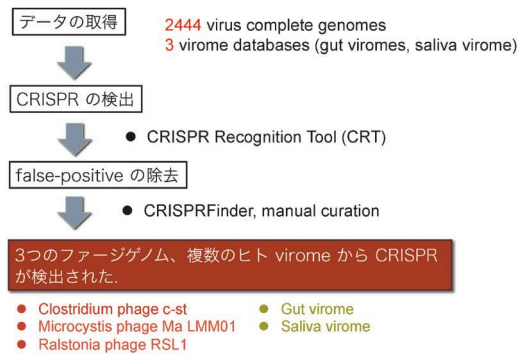 データの取得
2444 virus complete genomes
3 virome databases (gut viromes, saliva virome)
CRISPR の検出
● CRISPR Recognition Tool (CRT)
false-positive の除去
● CRISPRFinder, manual curation
3つのファージゲノム、複数のヒト virome から CRISPR
が検出された.
● Clostridium phage c-st
● Microcystis phage Ma LMM01
● Ralstonia phage RSL1
● Gut virome
● Saliva virome